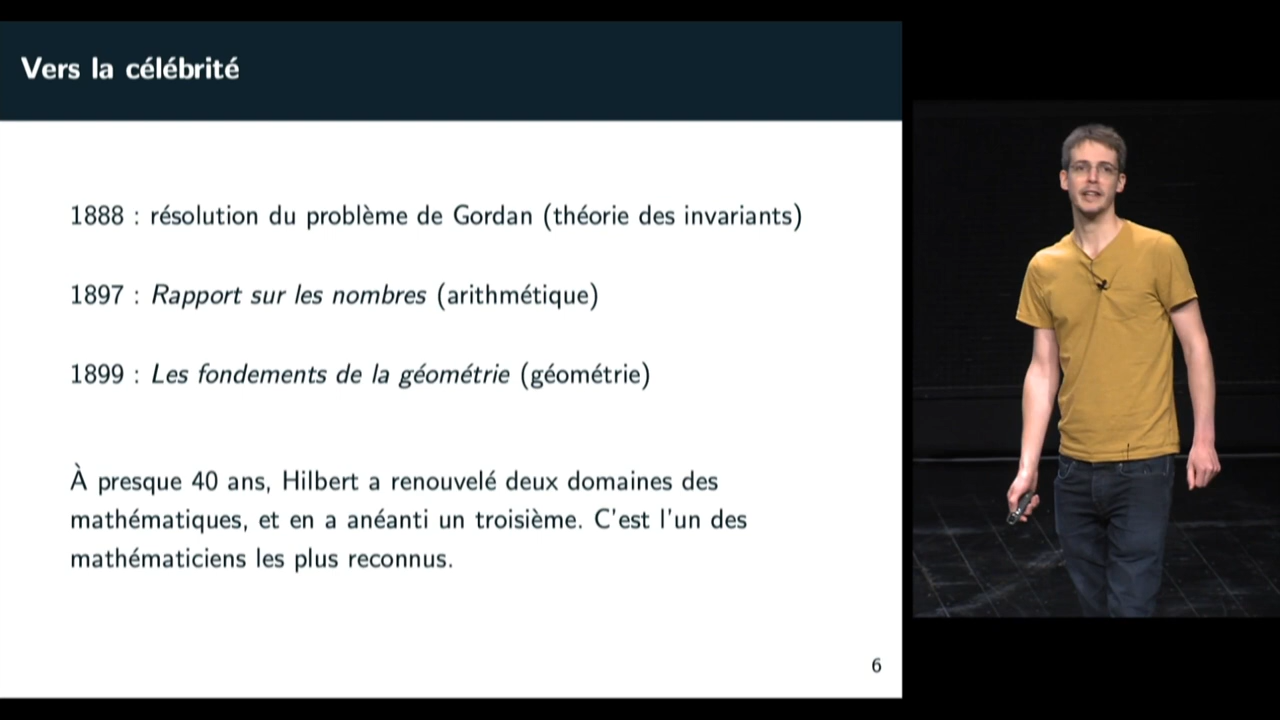 Vers la célébrité
1888 : résolution du problème de Gordan (théorie des invariants)
1897 : Rapport sur les nombres (arithmétique)
1899 : Les fondements de la géométrie (géométrie)
À presque 40 ans, Hilbert a renouvelé deux domaines des
mathématiques, et en a anéanti un troisième. C'est l'un des
mathématiciens les plus reconnus.
6